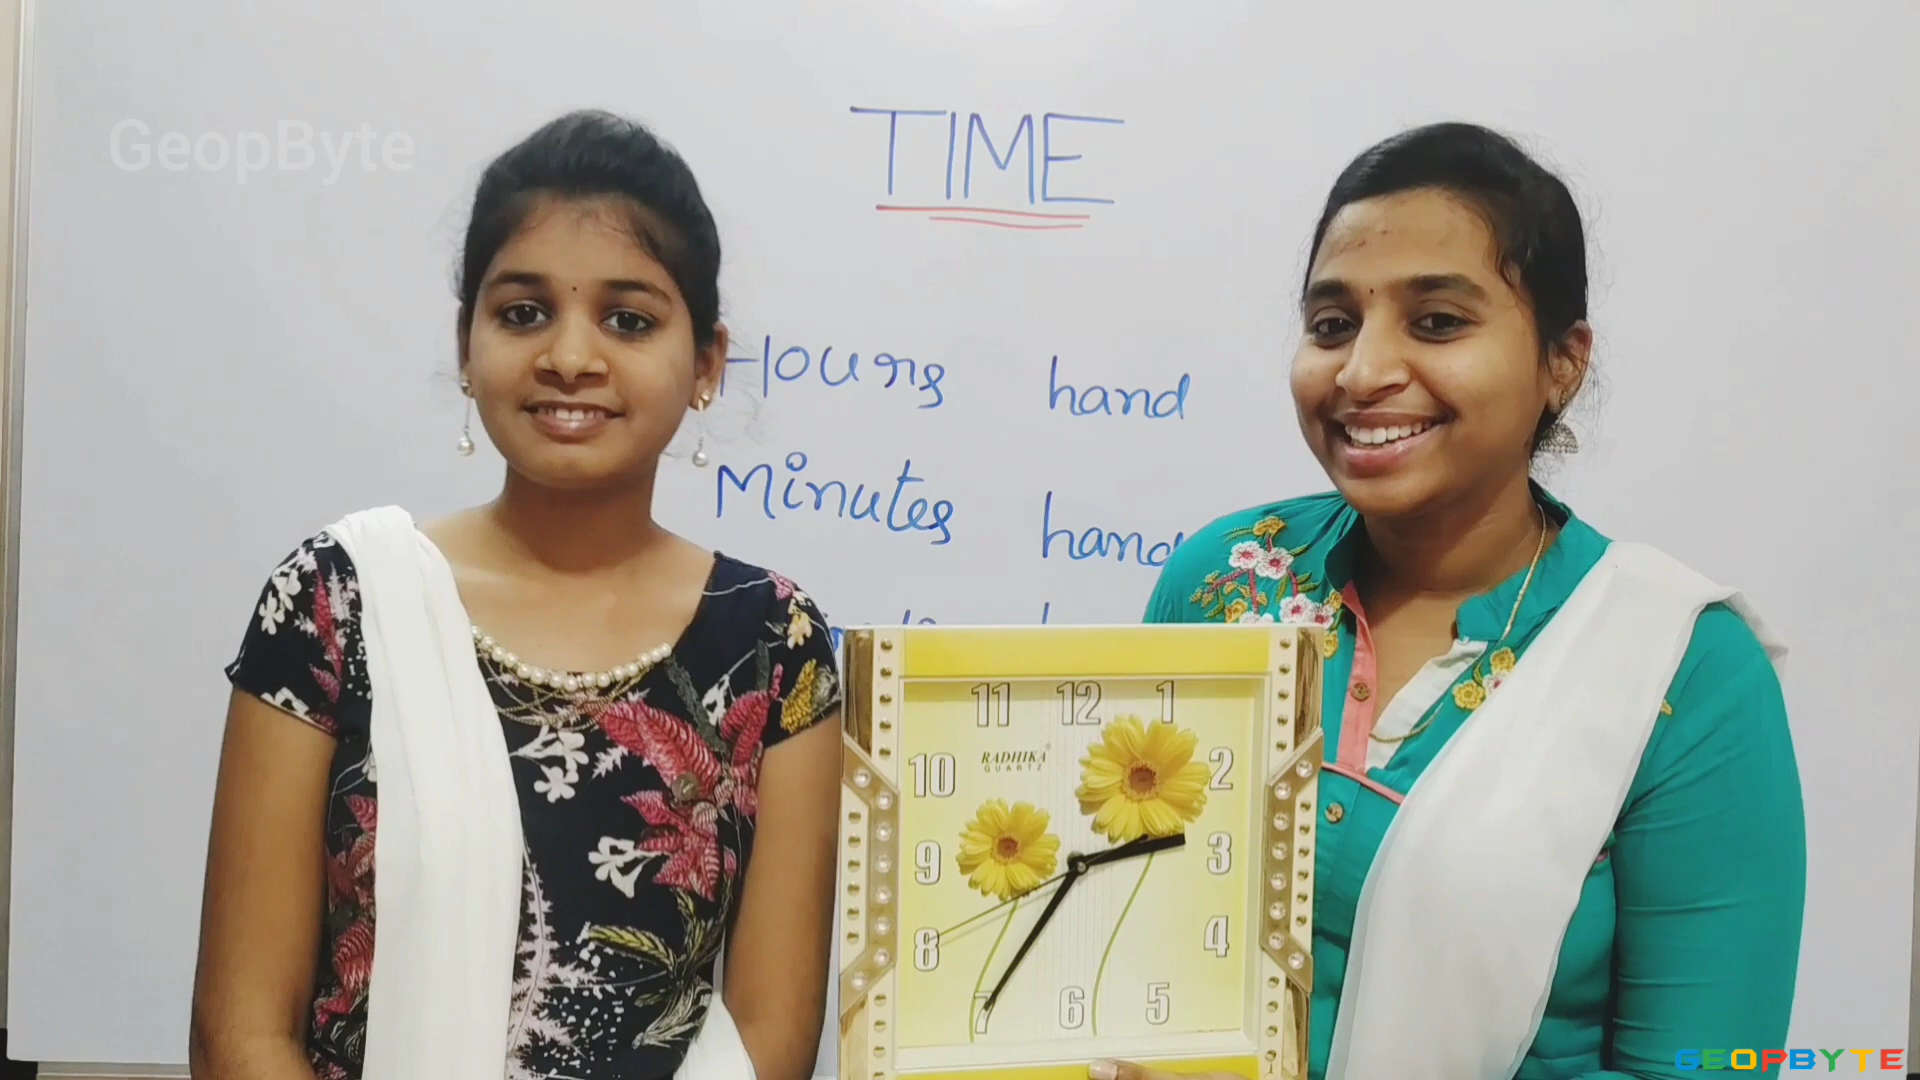 GeopByte
TIME
Hours hand
Minutes hand
11 12 1
RADHIKA
QUARTZ
10 2
9 3
8 4
7 6 5
GEOPBYTE